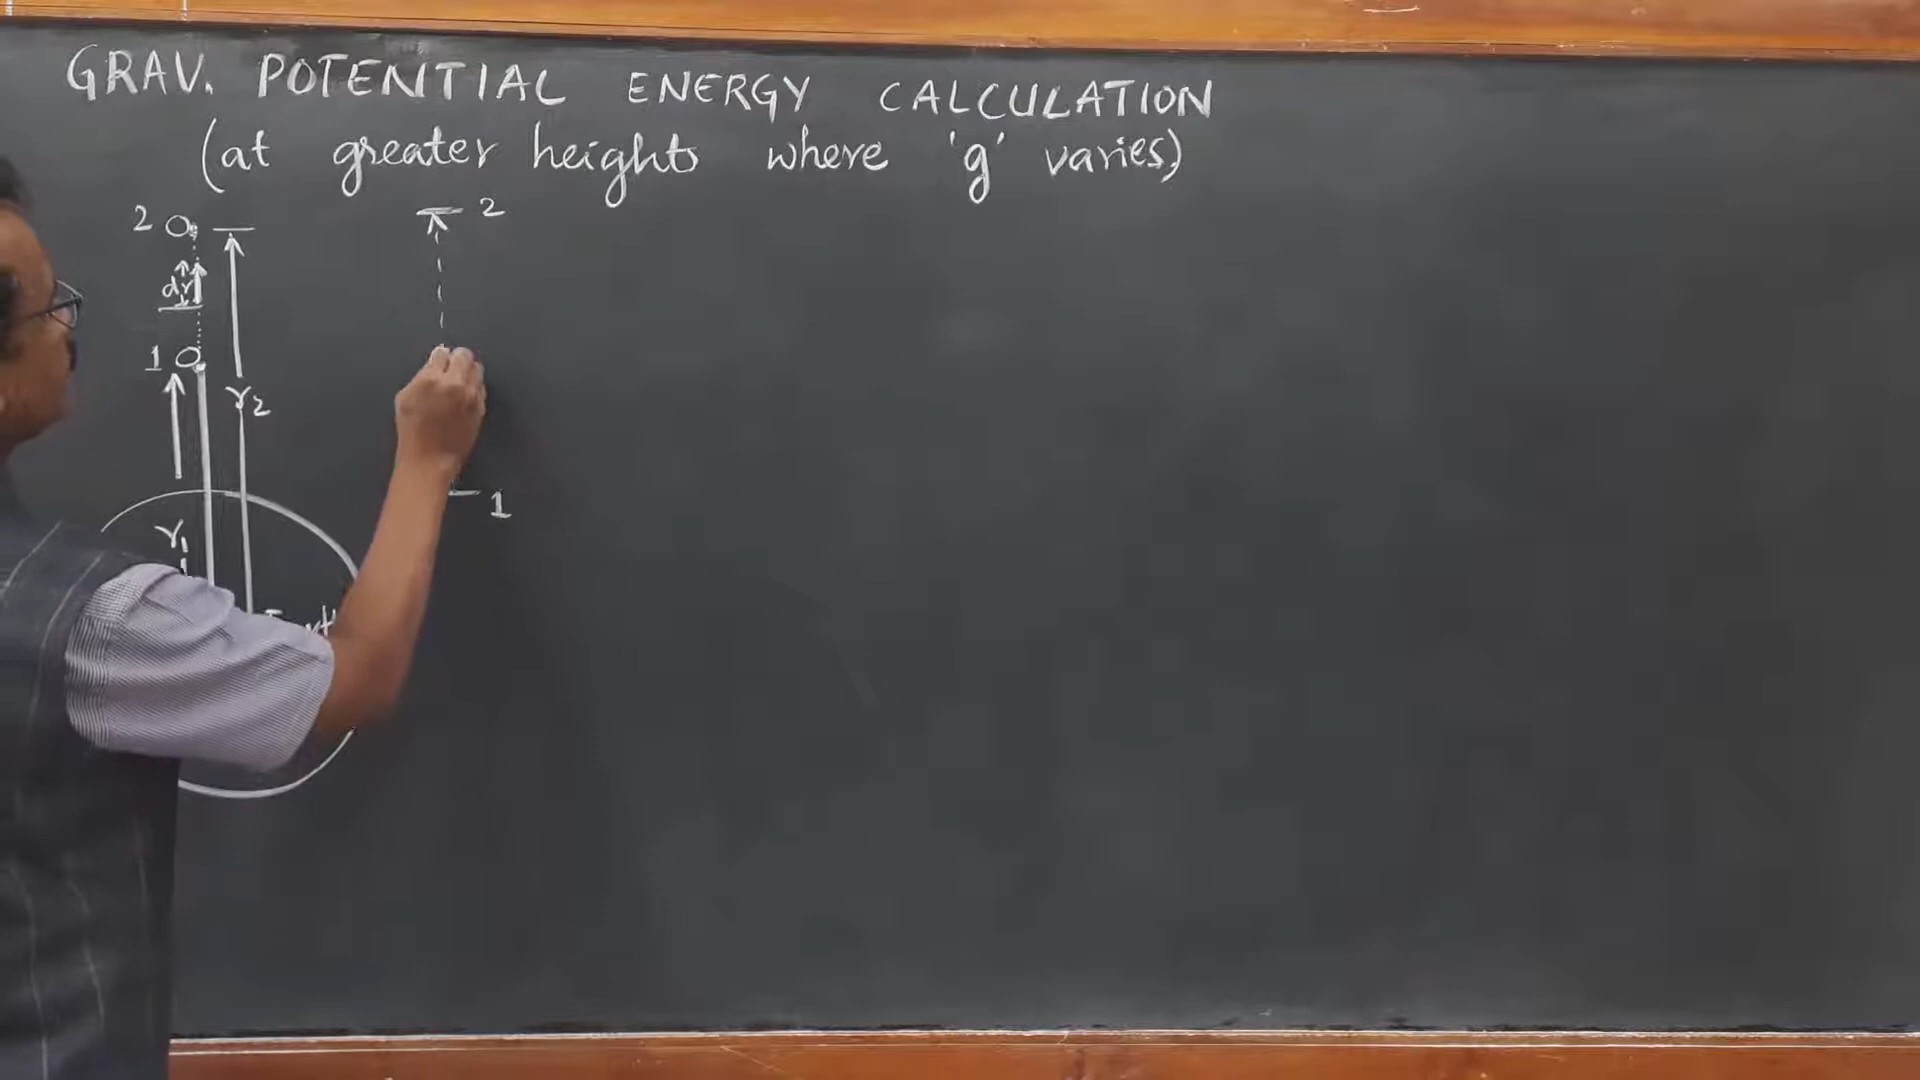 GRAV. POTENTIAL ENERGY CALCULATION
(at greater heights where 'g' varies)
2
2
dr
1
r₂
1
r₁